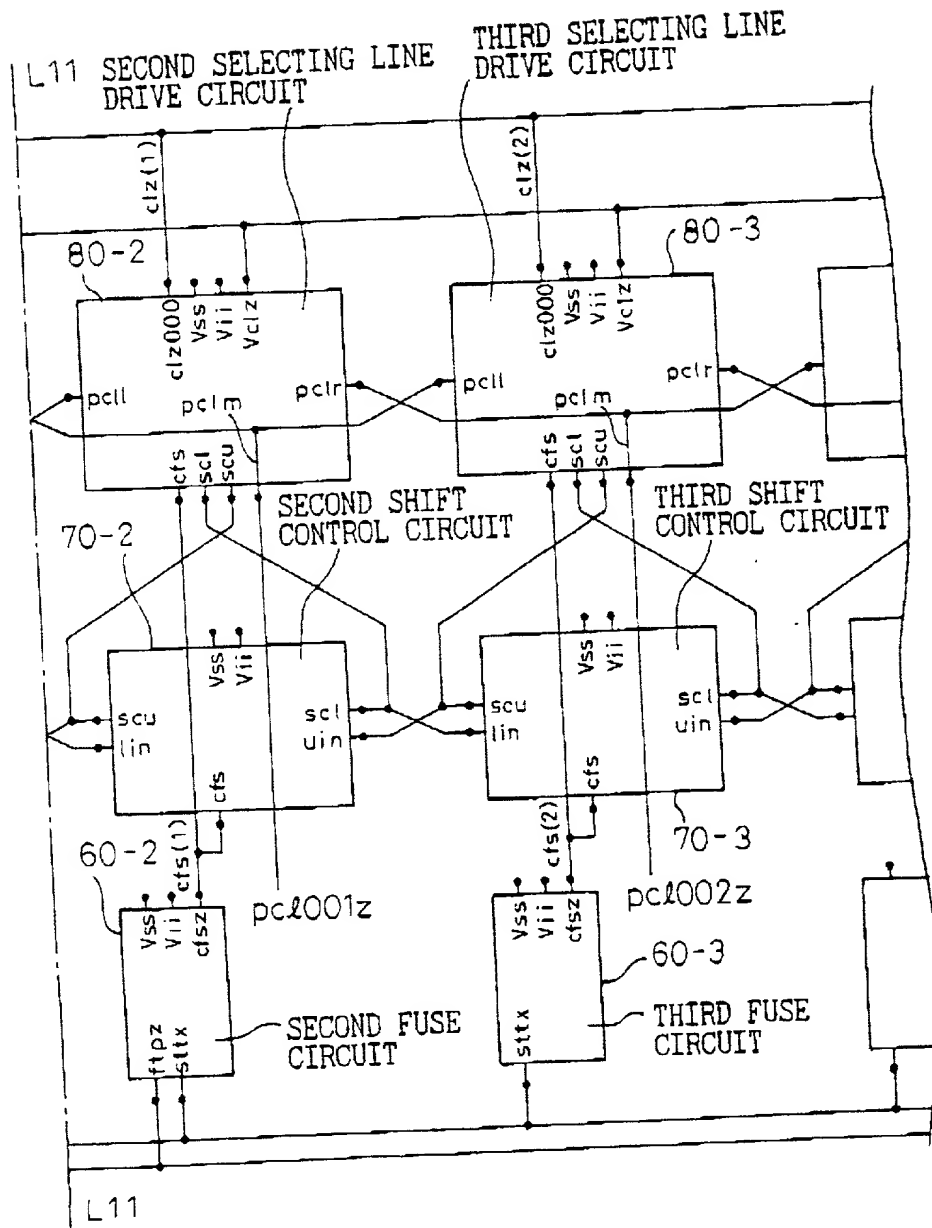 L11 SECOND SELECTING LINE
DRIVE CIRCUIT
THIRD SELECTING LINE
DRIVE CIRCUIT
clz(1)
clz(2)
80-2
80-3
clz000
Vss
Vii
Vclz
clz000
Vss
Vii
Vclz
pcll
pclm
pclr
pcll
pclm
pclr
cfs
scl
scu
cfs
scl
scu
70-2
SECOND SHIFT
CONTROL CIRCUIT
THIRD SHIFT
CONTROL CIRCUIT
Vss
Vii
Vss
Vii
scu
lin
scl
uin
scu
lin
scl
uin
cfs
cfs
cfs(1)
cfs(2)
70-3
60-2
pcl001z
pcl002z
Vss
Vii
cfsz
Vss
Vii
cfsz
60-3
ftpz
sttx
SECOND FUSE
CIRCUIT
sttx
THIRD FUSE
CIRCUIT
L11